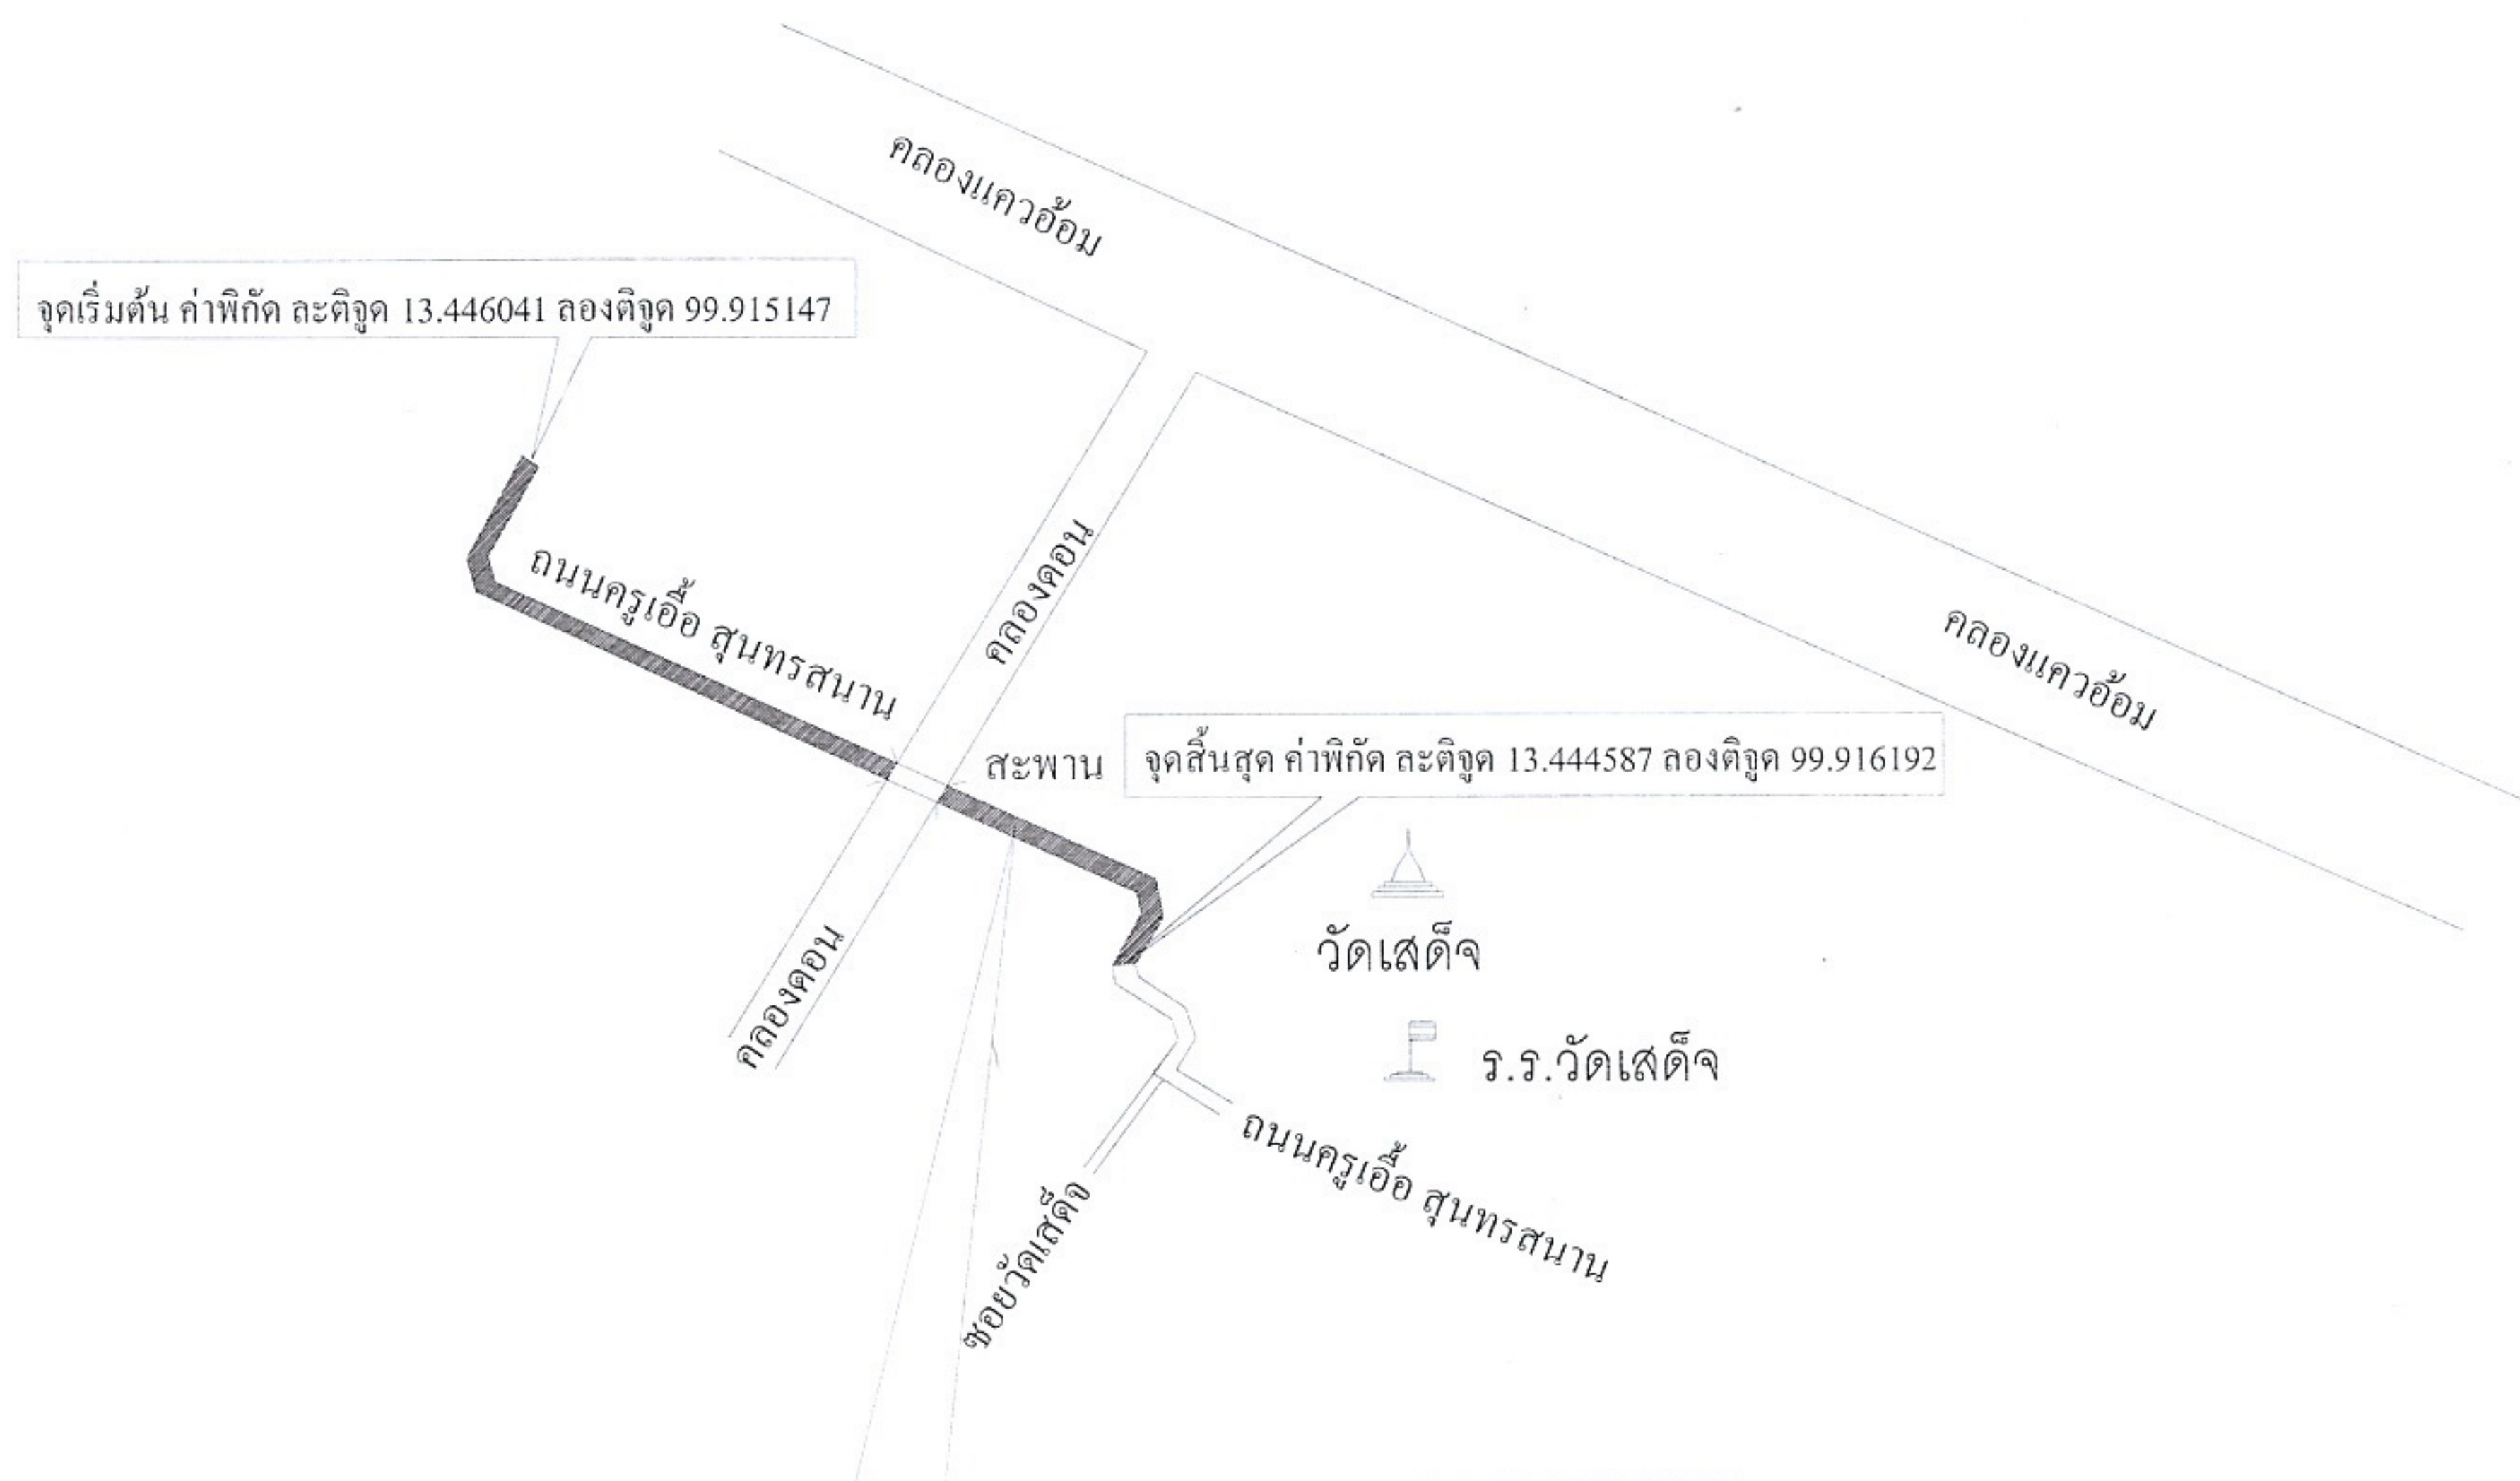 คลองแควอ้อม
จุดเริ่มต้น ค่าพิกัด ละติจูด 13.446041 ลองติจูด 99.915147
ถนนครูเอื้อ สุนทรสนาน
คลองดอน
คลองแควอ้อม
สะพาน
จุดสิ้นสุด ค่าพิกัด ละติจูด 13.444587 ลองติจูด 99.916192
วัดเสด็จ
คลองดอน
ร.ร.วัดเสด็จ
ถนนครูเอื้อ สุนทรสนาน
ซอยวัดเสด็จ